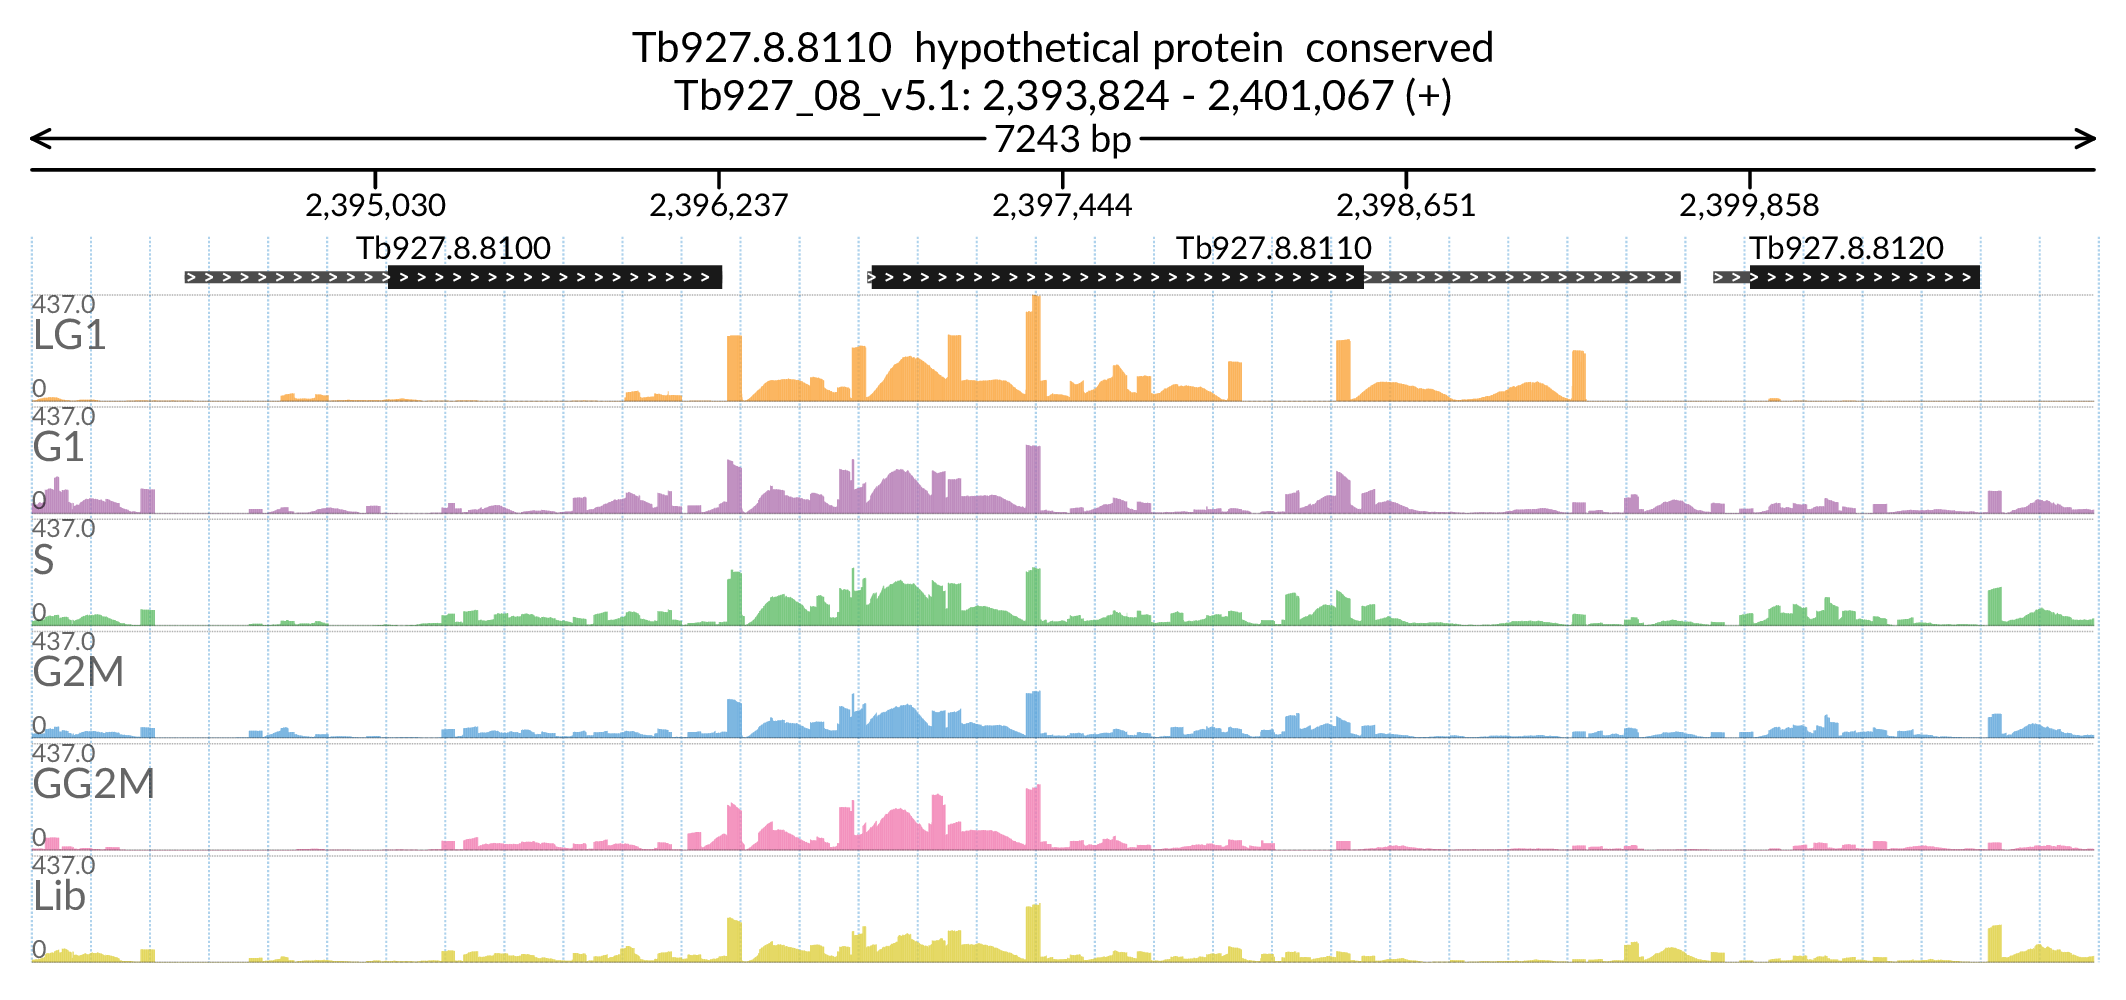 Tb927.8.8110  hypothetical protein  conserved
Tb927_08_v5.1: 2,393,824 - 2,401,067 (+)
7243 bp
2,395,030 2,396,237 2,397,444 2,398,651 2,399,858
Tb927.8.8100 Tb927.8.8110 Tb927.8.8120
437.0
LG1
0
437.0
G1
0
437.0
S
0
437.0
G2M
0
437.0
GG2M
0
437.0
Lib
0